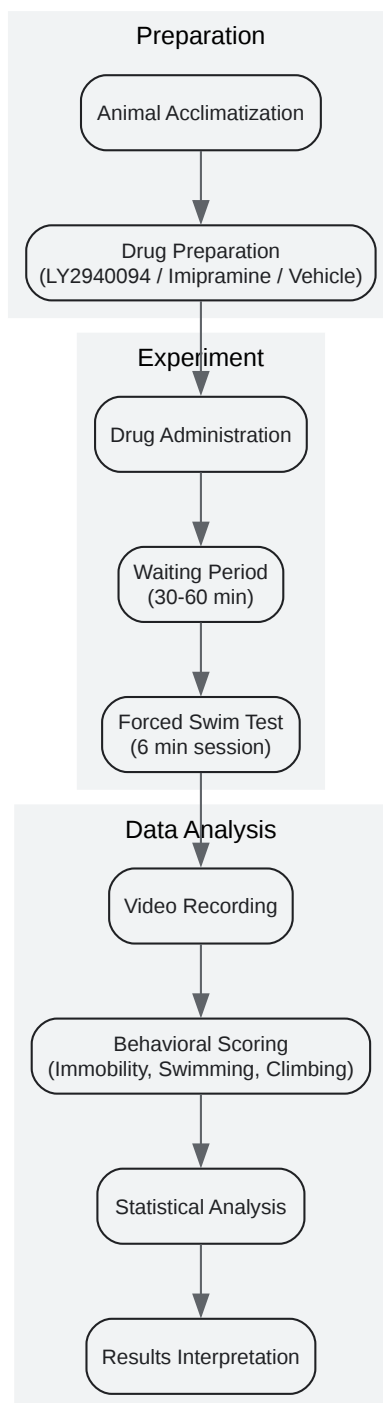 Preparation
Animal Acclimatization
Drug Preparation
(LY2940094 / Imipramine / Vehicle)
Experiment
Drug Administration
Waiting Period
(30-60 min)
Forced Swim Test
(6 min session)
Data Analysis
Video Recording
Behavioral Scoring
(Immobility, Swimming, Climbing)
Statistical Analysis
Results Interpretation